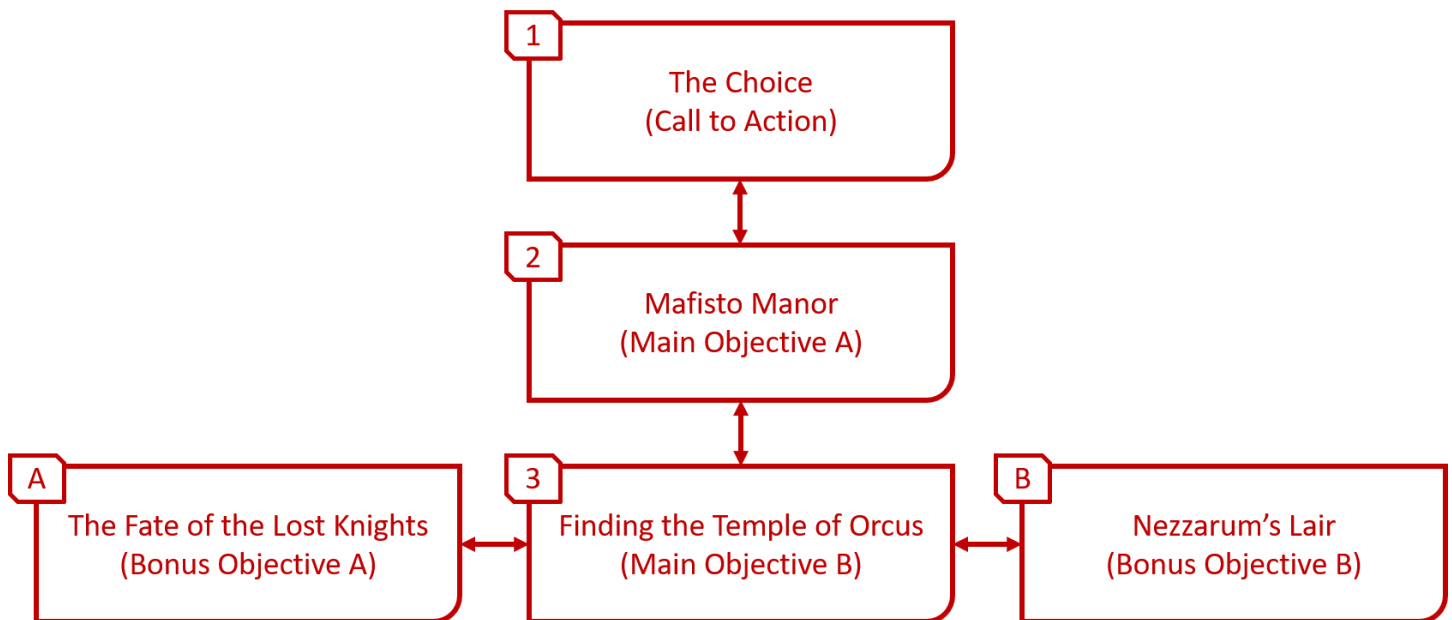 1
The Choice
(Call to Action)
2
Mafisto Manor
(Main Objective A)
A
The Fate of the Lost Knights
(Bonus Objective A)
3
Finding the Temple of Orcus
(Main Objective B)
B
Nezzarum’s Lair
(Bonus Objective B)